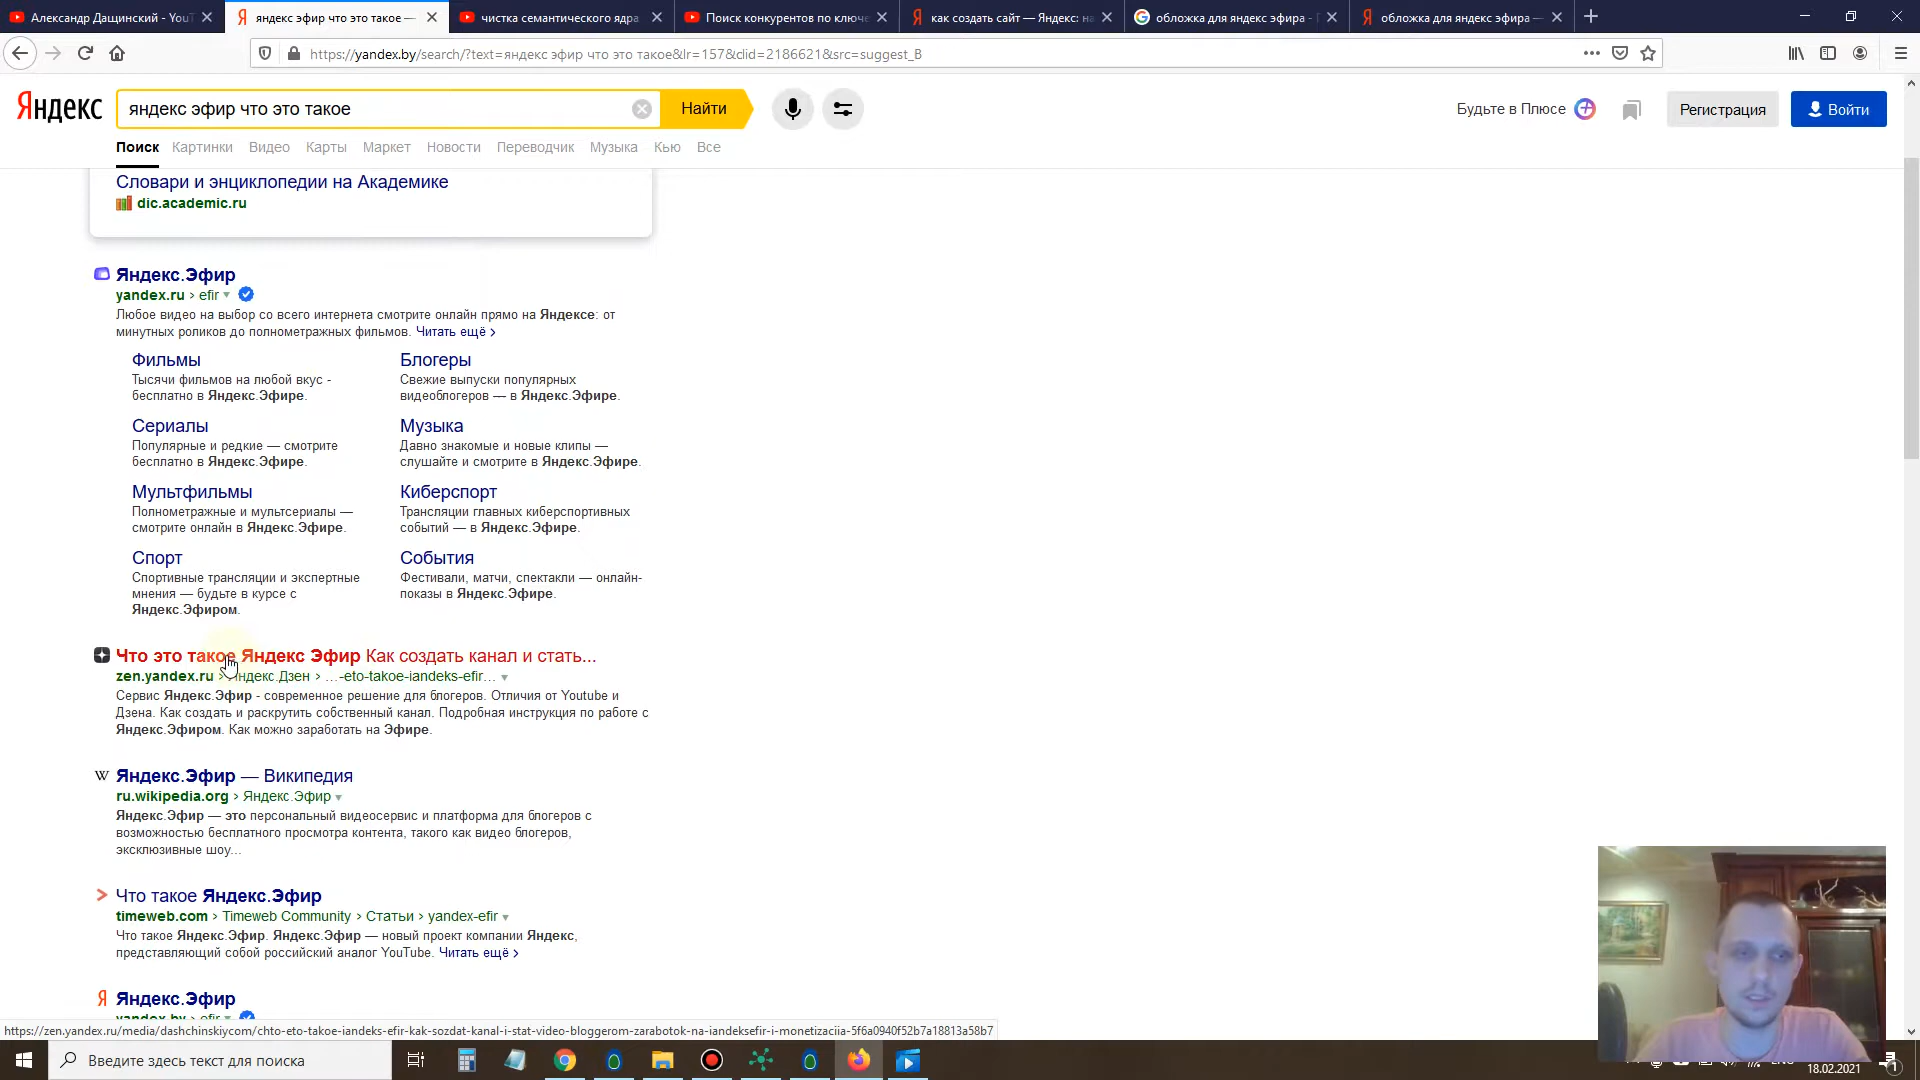 Александр Дащинский - YouT
яндекс эфир что это такое —
чистка семантического ядра
Поиск конкурентов по ключе
как создать сайт — Яндекс: на
обложка для яндекс эфира -
обложка для яндекс эфира —
https://yandex.by/search/?text=яндекс эфир что это такое&lr=157&clid=2186621&src=suggest_B
Яндекс
яндекс эфир что это такое
Найти
Будьте в Плюсе
Регистрация
Войти
Поиск Картинки Видео Карты Маркет Новости Переводчик Музыка Кью Все
Словари и энциклопедии на Академике
dic.academic.ru
Яндекс.Эфир
yandex.ru › efir
Любое видео на выбор со всего интернета смотрите онлайн прямо на Яндексе: от
минутных роликов до полнометражных фильмов. Читать ещё ›
Фильмы
Тысячи фильмов на любой вкус -
бесплатно в Яндекс.Эфире.
Блогеры
Свежие выпуски популярных
видеоблогеров — в Яндекс.Эфире.
Сериалы
Популярные и редкие — смотрите
бесплатно в Яндекс.Эфире.
Музыка
Давно знакомые и новые клипы —
слушайте и смотрите в Яндекс.Эфире.
Мультфильмы
Полнометражные и мультсериалы —
смотрите онлайн в Яндекс.Эфире.
Киберспорт
Трансляции главных киберспортивных
событий — в Яндекс.Эфире.
Спорт
Спортивные трансляции и экспертные
мнения — будьте в курсе с
Яндекс.Эфиром.
События
Фестивали, матчи, спектакли — онлайн-
показы в Яндекс.Эфире.
Что это такое Яндекс Эфир Как создать канал и стать...
zen.yandex.ru › Яндекс.Дзен › ...-eto-takoe-iandeks-efir...
Сервис Яндекс.Эфир - современное решение для блогеров. Отличия от Youtube и
Дзена. Как создать и раскрутить собственный канал. Подробная инструкция по работе с
Яндекс.Эфиром. Как можно заработать на Эфире.
Яндекс.Эфир — Википедия
ru.wikipedia.org › Яндекс.Эфир
Яндекс.Эфир — это персональный видеосервис и платформа для блогеров с
возможностью бесплатного просмотра контента, такого как видео блогеров,
эксклюзивные шоу...
Что такое Яндекс.Эфир
timeweb.com › Timeweb Community › Статьи › yandex-efir
Что такое Яндекс.Эфир. Яндекс.Эфир — новый проект компании Яндекс,
представляющий собой российский аналог YouTube. Читать ещё ›
Яндекс.Эфир
yandex.by › efir
https://zen.yandex.ru/media/dashchinskiycom/chto-eto-takoe-iandeks-efir-kak-sozdat-kanal-i-stat-video-bloggerom-zarabotok-na-iandeksefir-i-monetizaciia-5f6a0940f52b7a18813a58b7
Введите здесь текст для поиска
18.02.2021
1